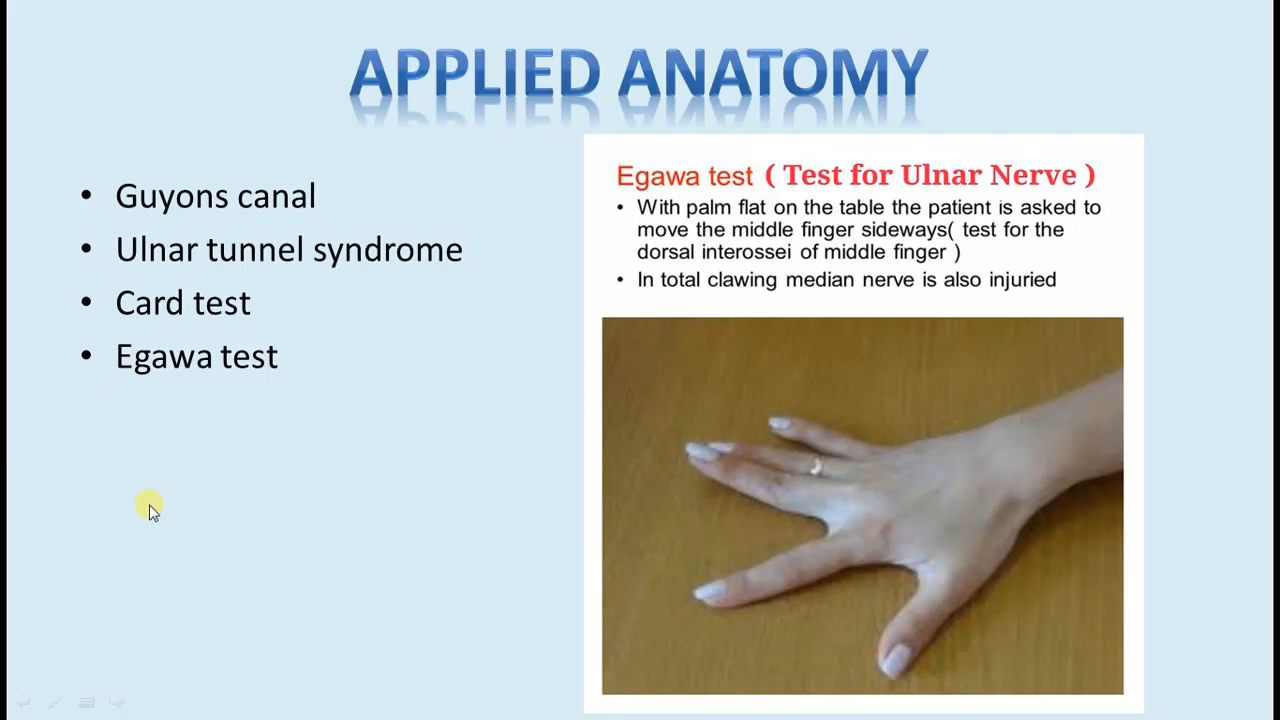 APPLIED ANATOMY
• Guyons canal
• Ulnar tunnel syndrome
• Card test
• Egawa test
Egawa test ( Test for Ulnar Nerve )
• With palm flat on the table the patient is asked to
move the middle finger sideways( test for the
dorsal interossei of middle finger )
• In total clawing median nerve is also injuried